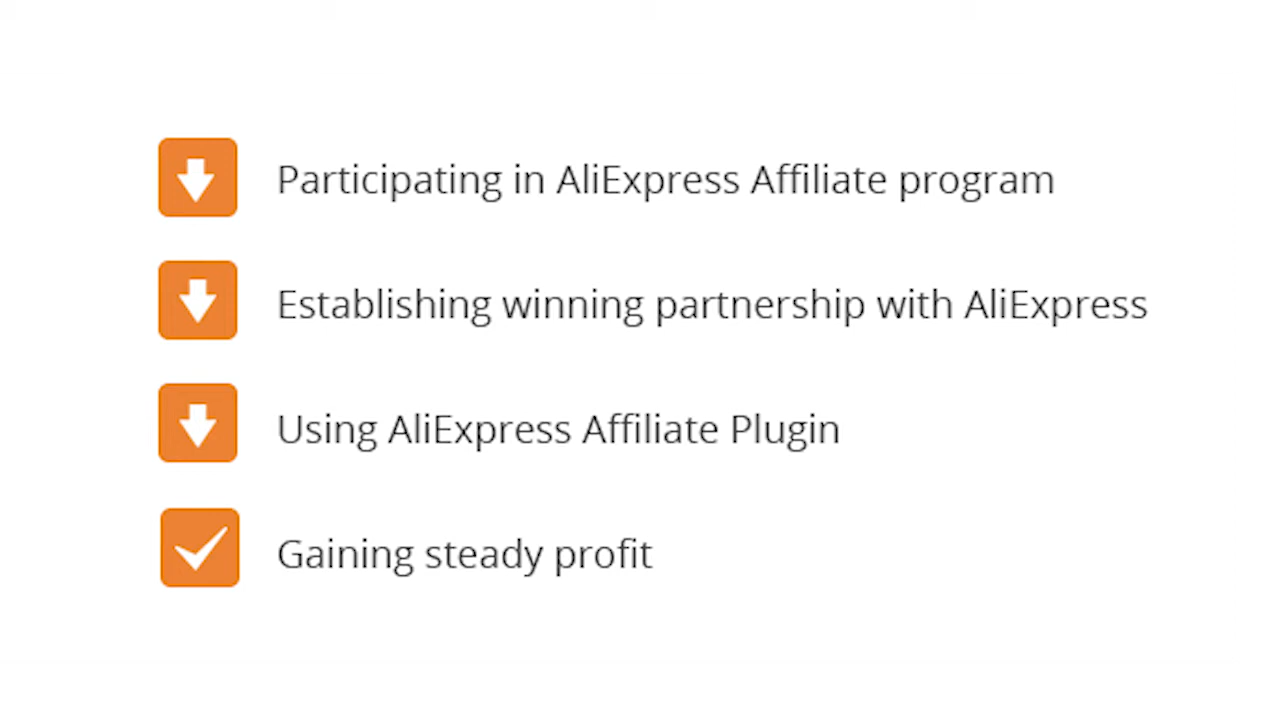 Participating in AliExpress Affiliate program
Establishing winning partnership with AliExpress
Using AliExpress Affiliate Plugin
Gaining steady profit